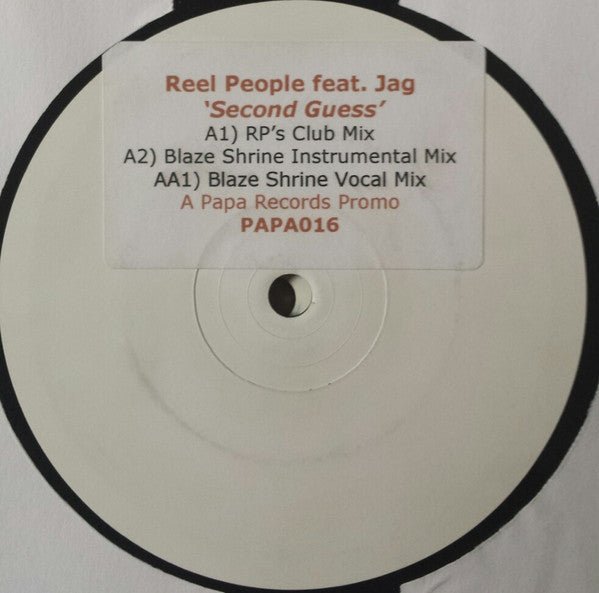 Reel People feat. Jag
‘Second Guess’
A1) RP’s Club Mix
A2) Blaze Shrine Instrumental Mix
AA1) Blaze Shrine Vocal Mix
A Papa Records Promo
PAPA016